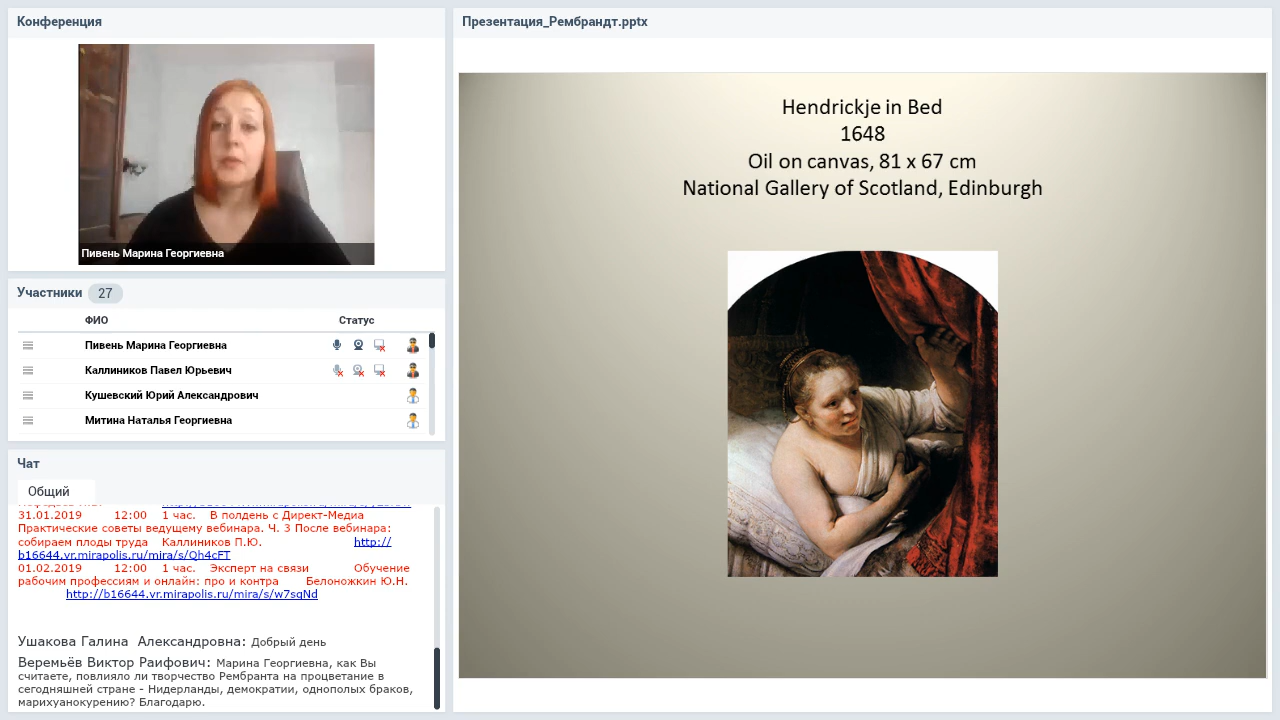 Конференция
Пивень Марина Георгиевна
Участники 27
ФИО Статус
Пивень Марина Георгиевна
Каллиников Павел Юрьевич
Кушевский Юрий Александрович
Митина Наталья Георгиевна
Чат
Общий
31.01.2019 12:00 1 час. В полдень с Директ-Медиа
Практические советы ведущему вебинара. Ч. 3 После вебинара:
собираем плоды труда Каллиников П.Ю. http://
b16644.vr.mirapolis.ru/mira/s/Qh4cFT
01.02.2019 12:00 1 час. Эксперт на связи Обучение
рабочим профессиям и онлайн: про и контра Белоножкин Ю.Н.
http://b16644.vr.mirapolis.ru/mira/s/w7sqNd
Ушакова Галина Александровна: Добрый день
Веремьёв Виктор Раифович: Марина Георгиевна, как Вы
считаете, повлияло ли творчество Рембранта на процветание в
сегодняшней стране - Нидерланды, демократии, однополых браков,
марихуанокурению? Благодарю.
Презентация_Рембрандт.pptx
Hendrickje in Bed
1648
Oil on canvas, 81 x 67 cm
National Gallery of Scotland, Edinburgh